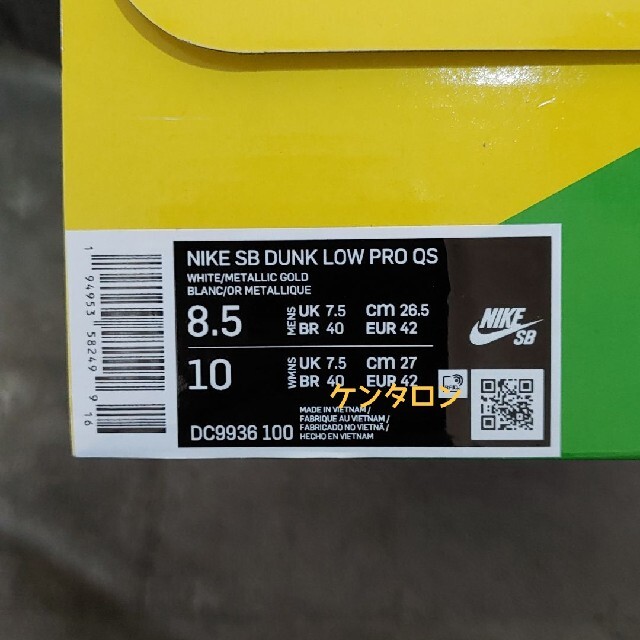 NIKE SB DUNK LOW PRO QS
WHITE/METALLIC GOLD
BLANC/OR METALLIQUE
8.5 MENS UK 7.5 cm 26.5
BR 40 EUR 42
10 WMNS UK 7.5 cm 27
BR 40 EUR 42
ケンタロン
DC9936 100
MADE IN VIETNAM/
FABRIQUE AU VIETNAM/
FABRICADO NO VIETNÃ/
HECHO EN VIETNAM
NIKE
SB
1 94953 58249 9 16